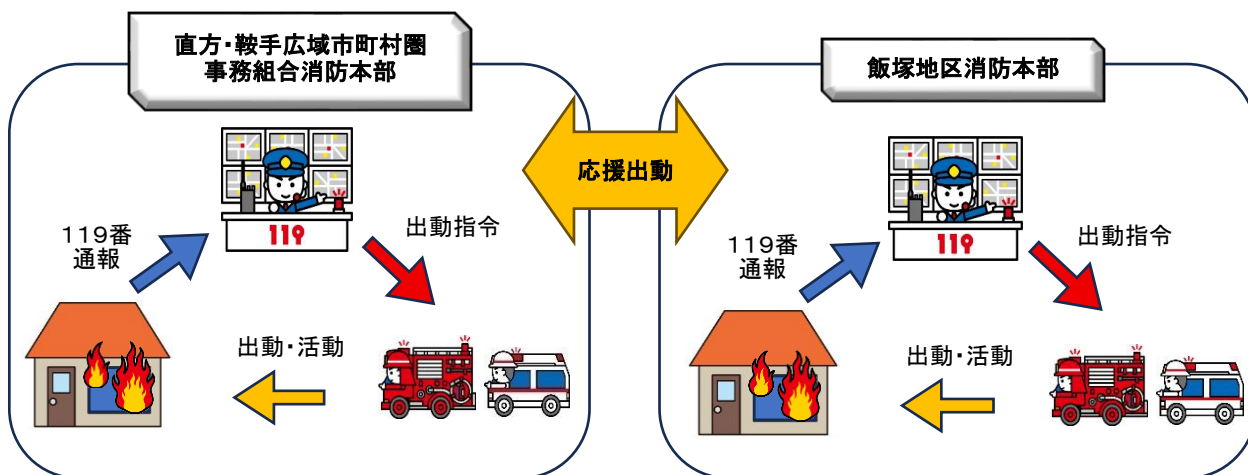 直方・鞍手広域市町村圏
事務組合消防本部
飯塚地区消防本部
応援出動
119番
通報
119
出動指令
出動・活動
119番
通報
119
出動指令
出動・活動